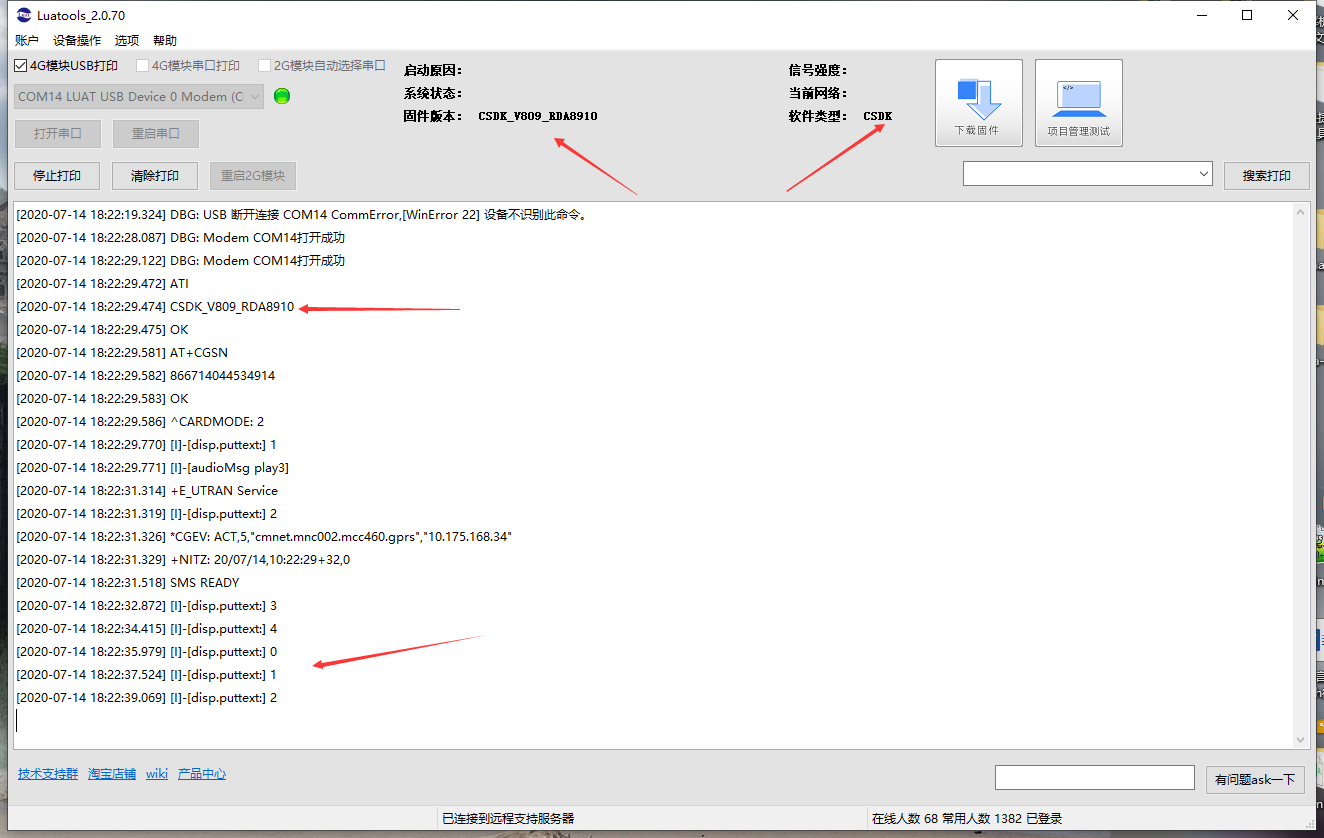 Luatools_2.0.70
账户 设备操作 选项 帮助
4G模块USB打印 4G模块串口打印 2G模块自动选择串口
启动原因:
信号强度:
COM14 LUAT USB Device 0 Modem (C
系统状态:
当前网络:
固件版本: CSDK_V809_RDA8910
软件类型: CSDK
下载固件
项目管理测试
打开串口 重启串口
停止打印 清除打印 重启2G模块
搜索打印
[2020-07-14 18:22:19.324] DBG: USB 断开连接 COM14 CommError,[WinError 22] 设备不识别此命令。
[2020-07-14 18:22:28.087] DBG: Modem COM14打开成功
[2020-07-14 18:22:29.122] DBG: Modem COM14打开成功
[2020-07-14 18:22:29.472] ATI
[2020-07-14 18:22:29.474] CSDK_V809_RDA8910
[2020-07-14 18:22:29.475] OK
[2020-07-14 18:22:29.581] AT+CGSN
[2020-07-14 18:22:29.582] 866714044534914
[2020-07-14 18:22:29.583] OK
[2020-07-14 18:22:29.586] ^CARDMODE: 2
[2020-07-14 18:22:29.770] [I]-[disp.puttext:] 1
[2020-07-14 18:22:29.771] [I]-[audioMsg play3]
[2020-07-14 18:22:31.314] +E_UTRAN Service
[2020-07-14 18:22:31.319] [I]-[disp.puttext:] 2
[2020-07-14 18:22:31.326] *CGEV: ACT,5,"cmnet.mnc002.mcc460.gprs","10.175.168.34"
[2020-07-14 18:22:31.329] +NITZ: 20/07/14,10:22:29+32,0
[2020-07-14 18:22:31.518] SMS READY
[2020-07-14 18:22:32.872] [I]-[disp.puttext:] 3
[2020-07-14 18:22:34.415] [I]-[disp.puttext:] 4
[2020-07-14 18:22:35.979] [I]-[disp.puttext:] 0
[2020-07-14 18:22:37.524] [I]-[disp.puttext:] 1
[2020-07-14 18:22:39.069] [I]-[disp.puttext:] 2
技术支持群 淘宝店铺 wiki 产品中心
有问题ask一下
已连接到远程支持服务器
在线人数 68 常用人数 1382 已登录